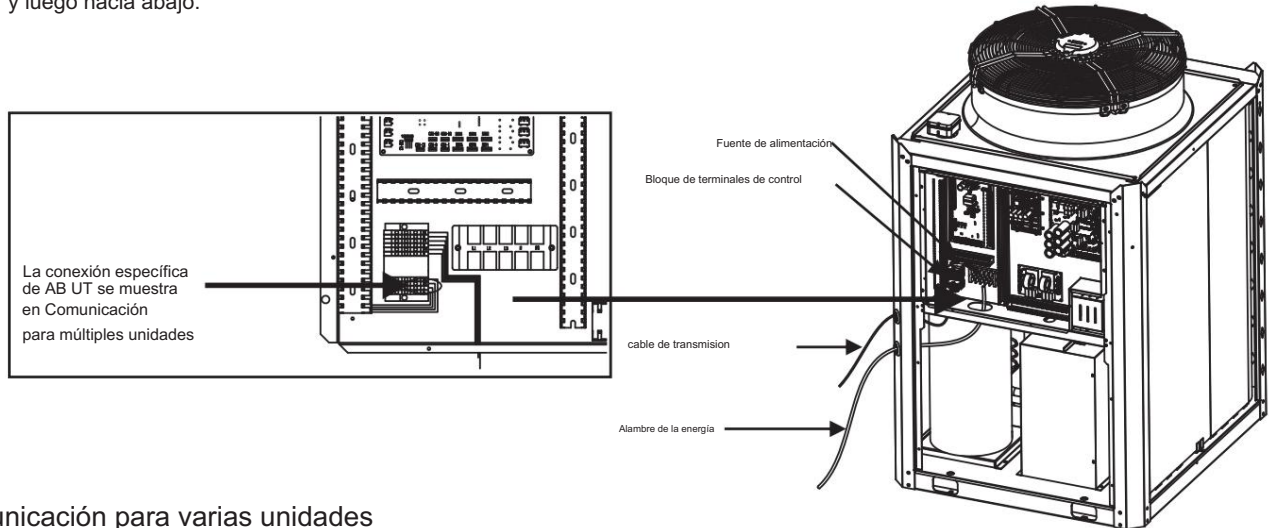 y luego hacia abajo.
Fuente de alimentación
Bloque de terminales de control
La conexión específica
de AB UT se muestra
en Comunicación
para múltiples unidades
cable de transmision
Alambre de la energía
unicación para varias unidades